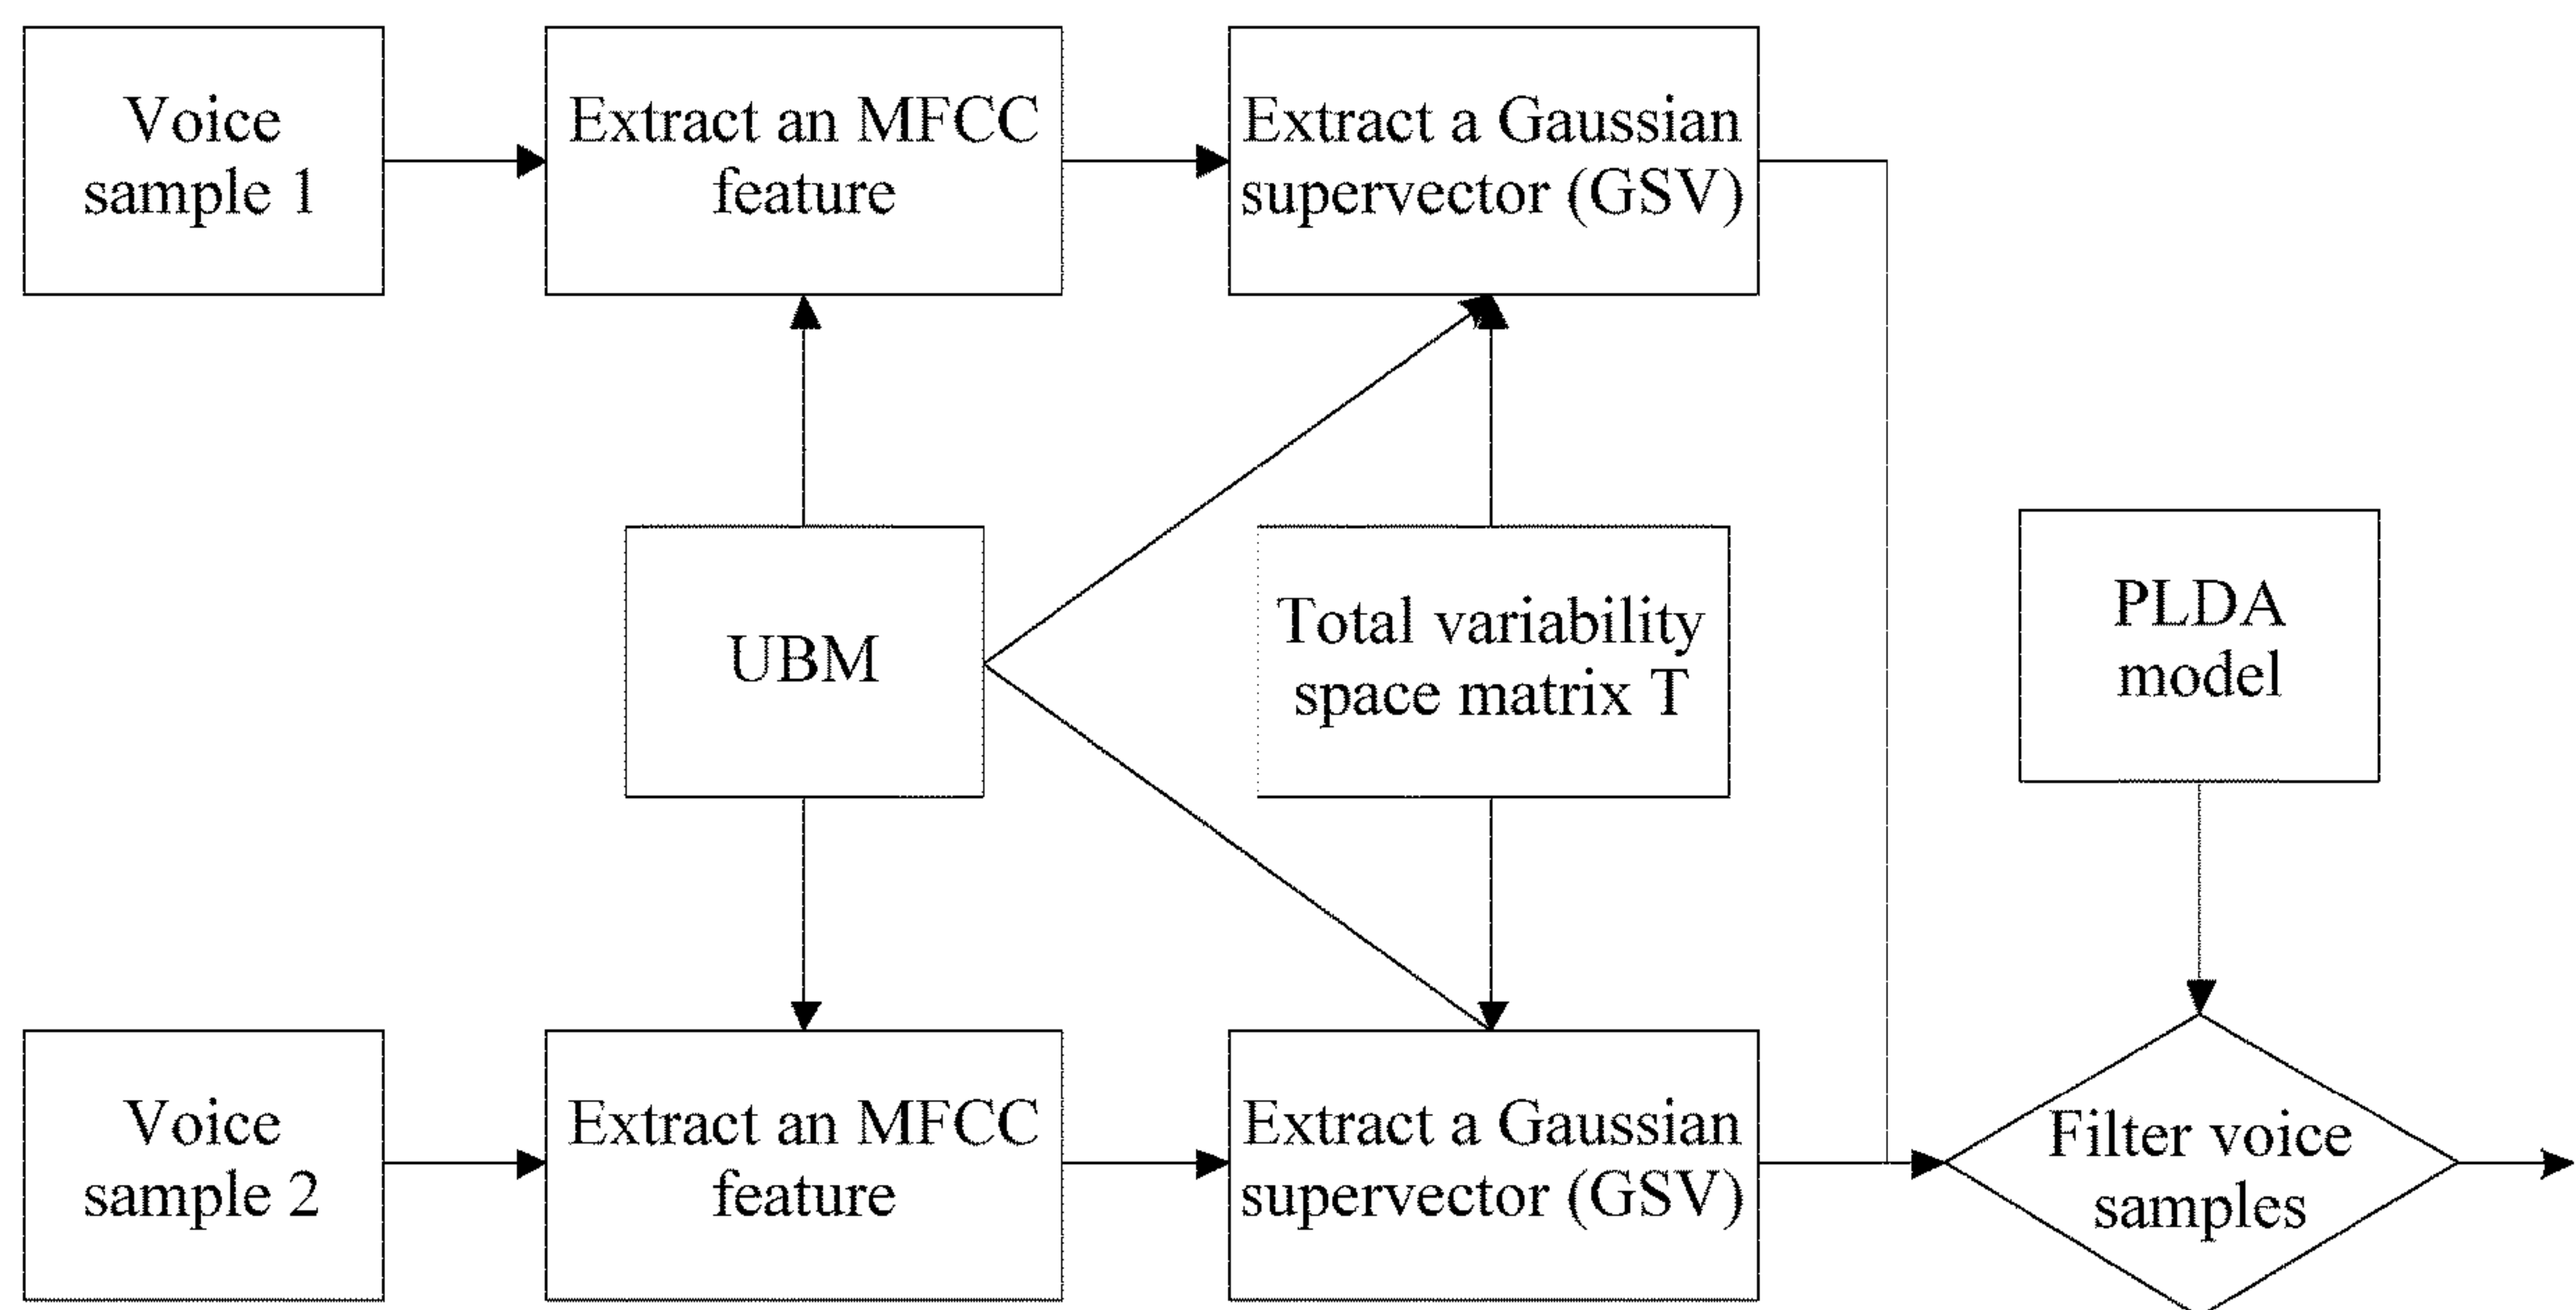 Voice
sample 1
Extract an MFCC
feature
Extract a Gaussian
supervector (GSV)
UBM
Total variability
space matrix T
PLDA
model
Voice
sample 2
Extract an MFCC
feature
Extract a Gaussian
supervector (GSV)
Filter voice
samples